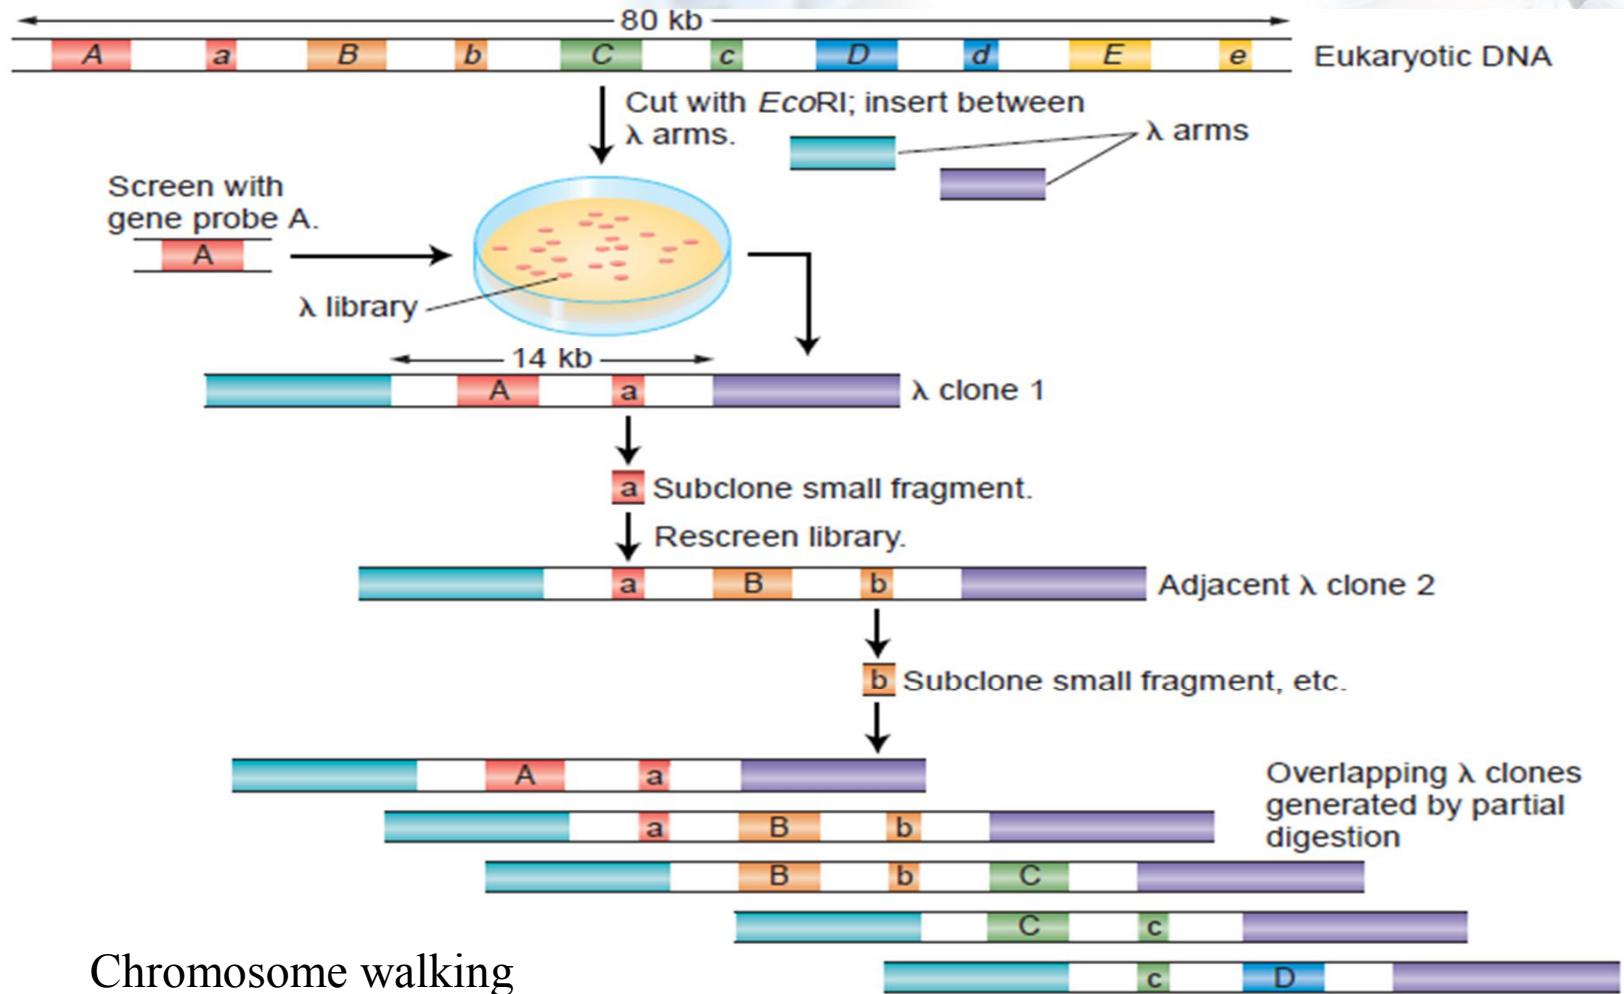 80 kb
A a B b C c D d E e Eukaryotic DNA
Cut with EcoRI; insert between
λ arms.
λ arms
Screen with
gene probe A.
A
λ library
14 kb
A a λ clone 1
a Subclone small fragment.
Rescreen library.
a B b Adjacent λ clone 2
b Subclone small fragment, etc.
A a
a B b
B b C
C c
c D
Overlapping λ clones
generated by partial
digestion
Chromosome walking